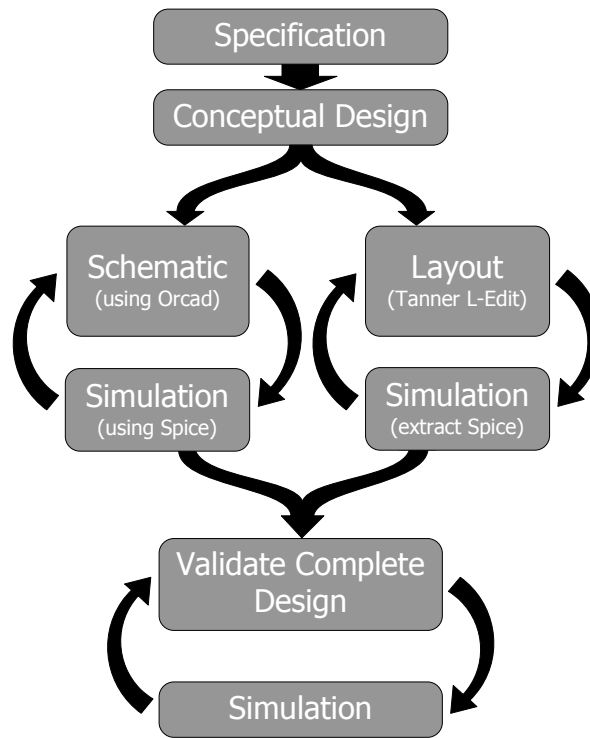 Specification
Conceptual Design
Schematic
(using Orcad)
Simulation
(using Spice)
Layout
(Tanner L-Edit)
Simulation
(extract Spice)
Validate Complete
Design
Simulation